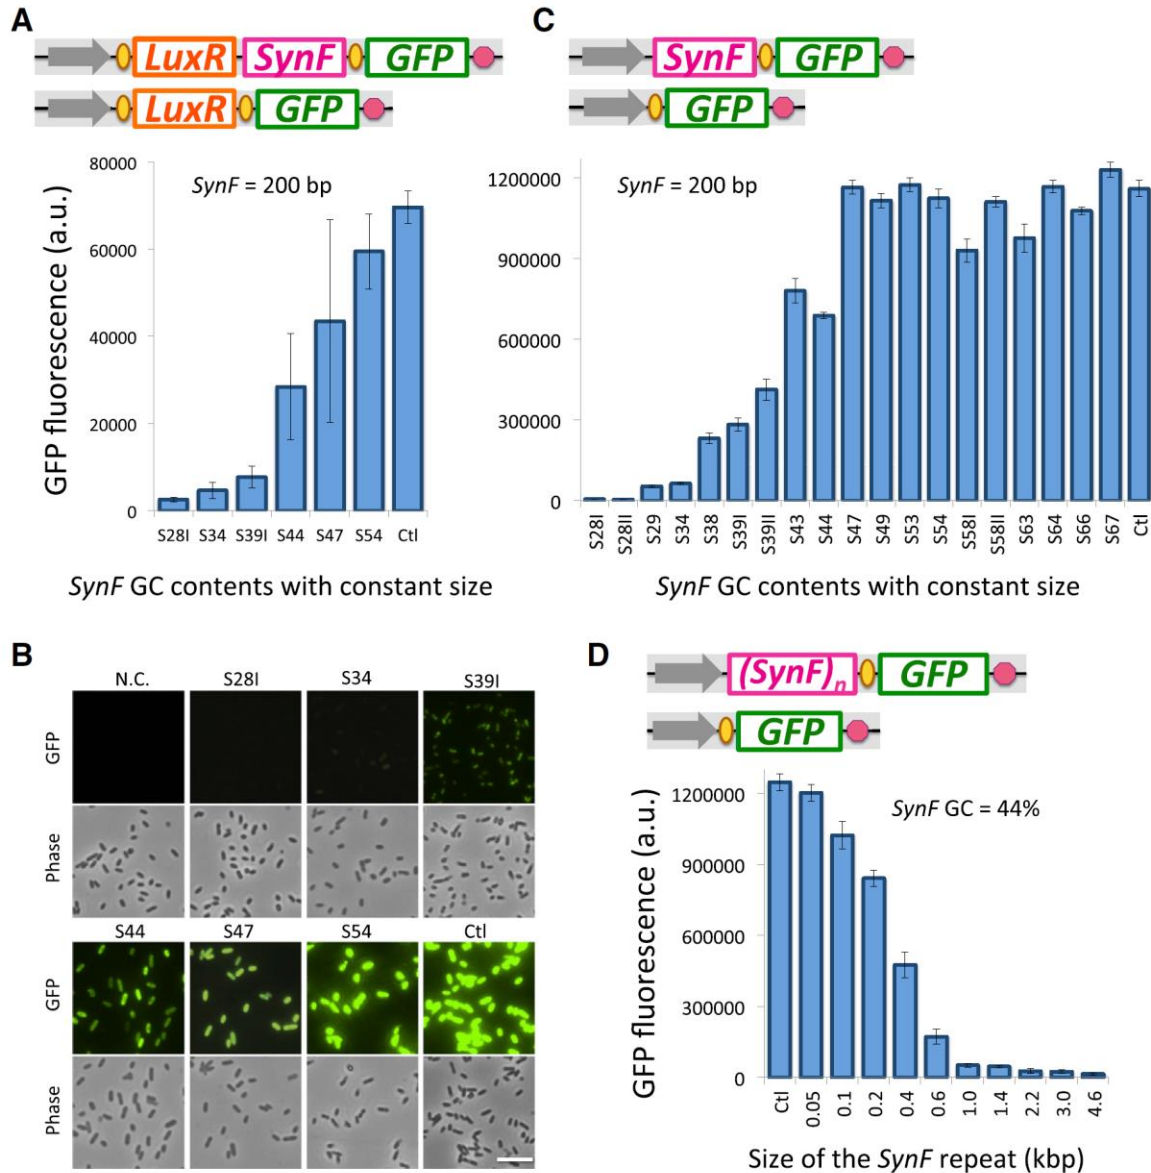 A
LuxR SynF GFP
LuxR GFP
GFP fluorescence (a.u.)
SynF = 200 bp
80000
60000
40000
20000
0
S28I S34 S39I S44 S47 S54 Ctl
SynF GC contents with constant size
C
SynF GFP
GFP
SynF = 200 bp
1200000
900000
600000
300000
0
S28I S28II S29 S34 S38 S39I S39II S43 S44 S47 S49 S53 S54 S58I S58II S63 S64 S66 S67 Ctl
SynF GC contents with constant size
B
N.C. S28I S34 S39I
GFP
Phase
S44 S47 S54 Ctl
GFP
Phase
D
(SynF)n GFP
GFP
GFP fluorescence (a.u.)
SynF GC = 44%
1200000
900000
600000
300000
0
Ctl 0.05 0.1 0.2 0.4 0.6 1.0 1.4 2.2 3.0 4.6
Size of the SynF repeat (kbp)